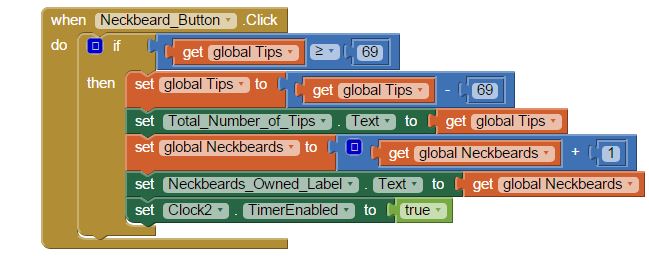 when Neckbeard_Button .Click
do if get global Tips ≥ 69
then set global Tips to get global Tips - 69
set Total_Number_of_Tips . Text to get global Tips
set global Neckbeards to get global Neckbeards + 1
set Neckbeards_Owned_Label . Text to get global Neckbeards
set Clock2 . TimerEnabled to true